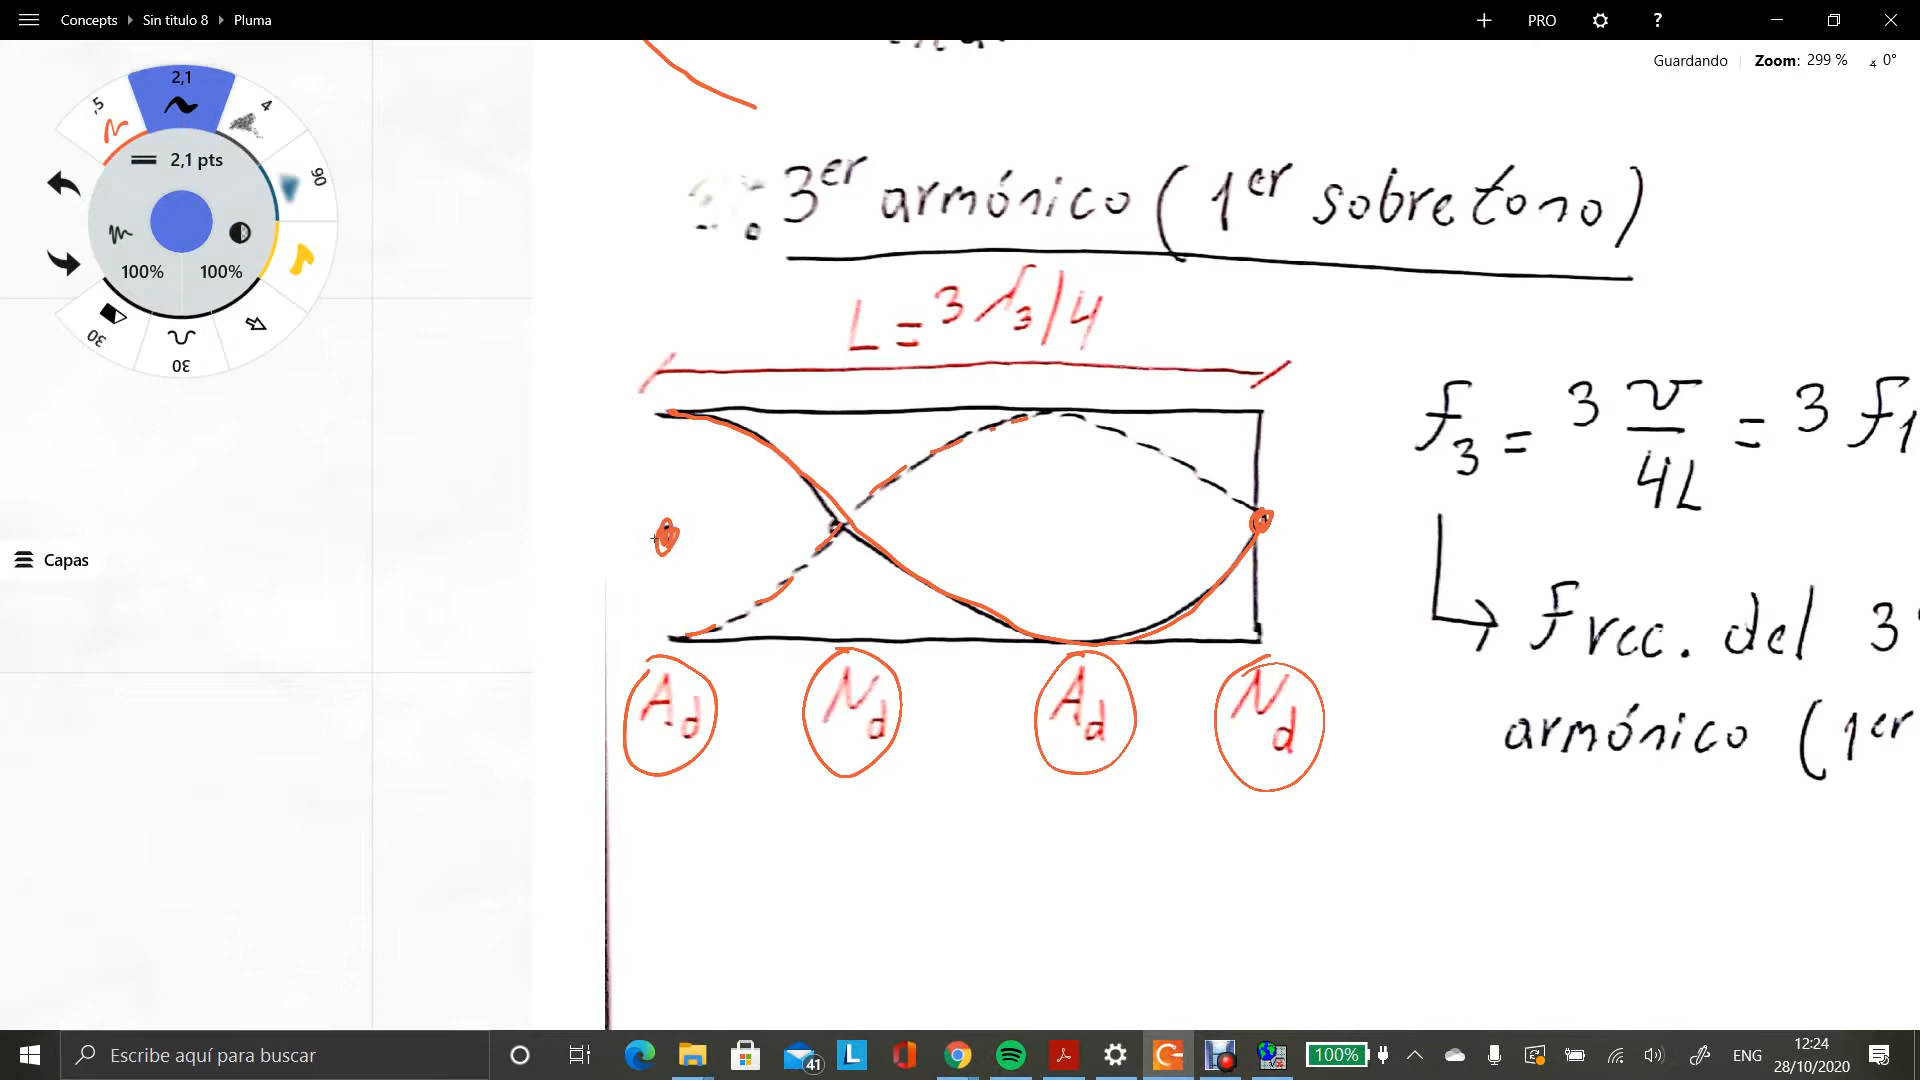 Concepts Sin título 8 Pluma
PRO ?
Guardando Zoom: 299 % 0°
2,1
,5
4
2,1 pts
90
100% 100%
30
30
Capas
3er armónico (1er sobretono)
L = 3λ3/4
f3 = 3 v/4L = 3 f1
Ad Nd Ad Nd
Frec. del 3
armónico (1er
Escribe aquí para buscar
41
100%
ENG
12:24
28/10/2020